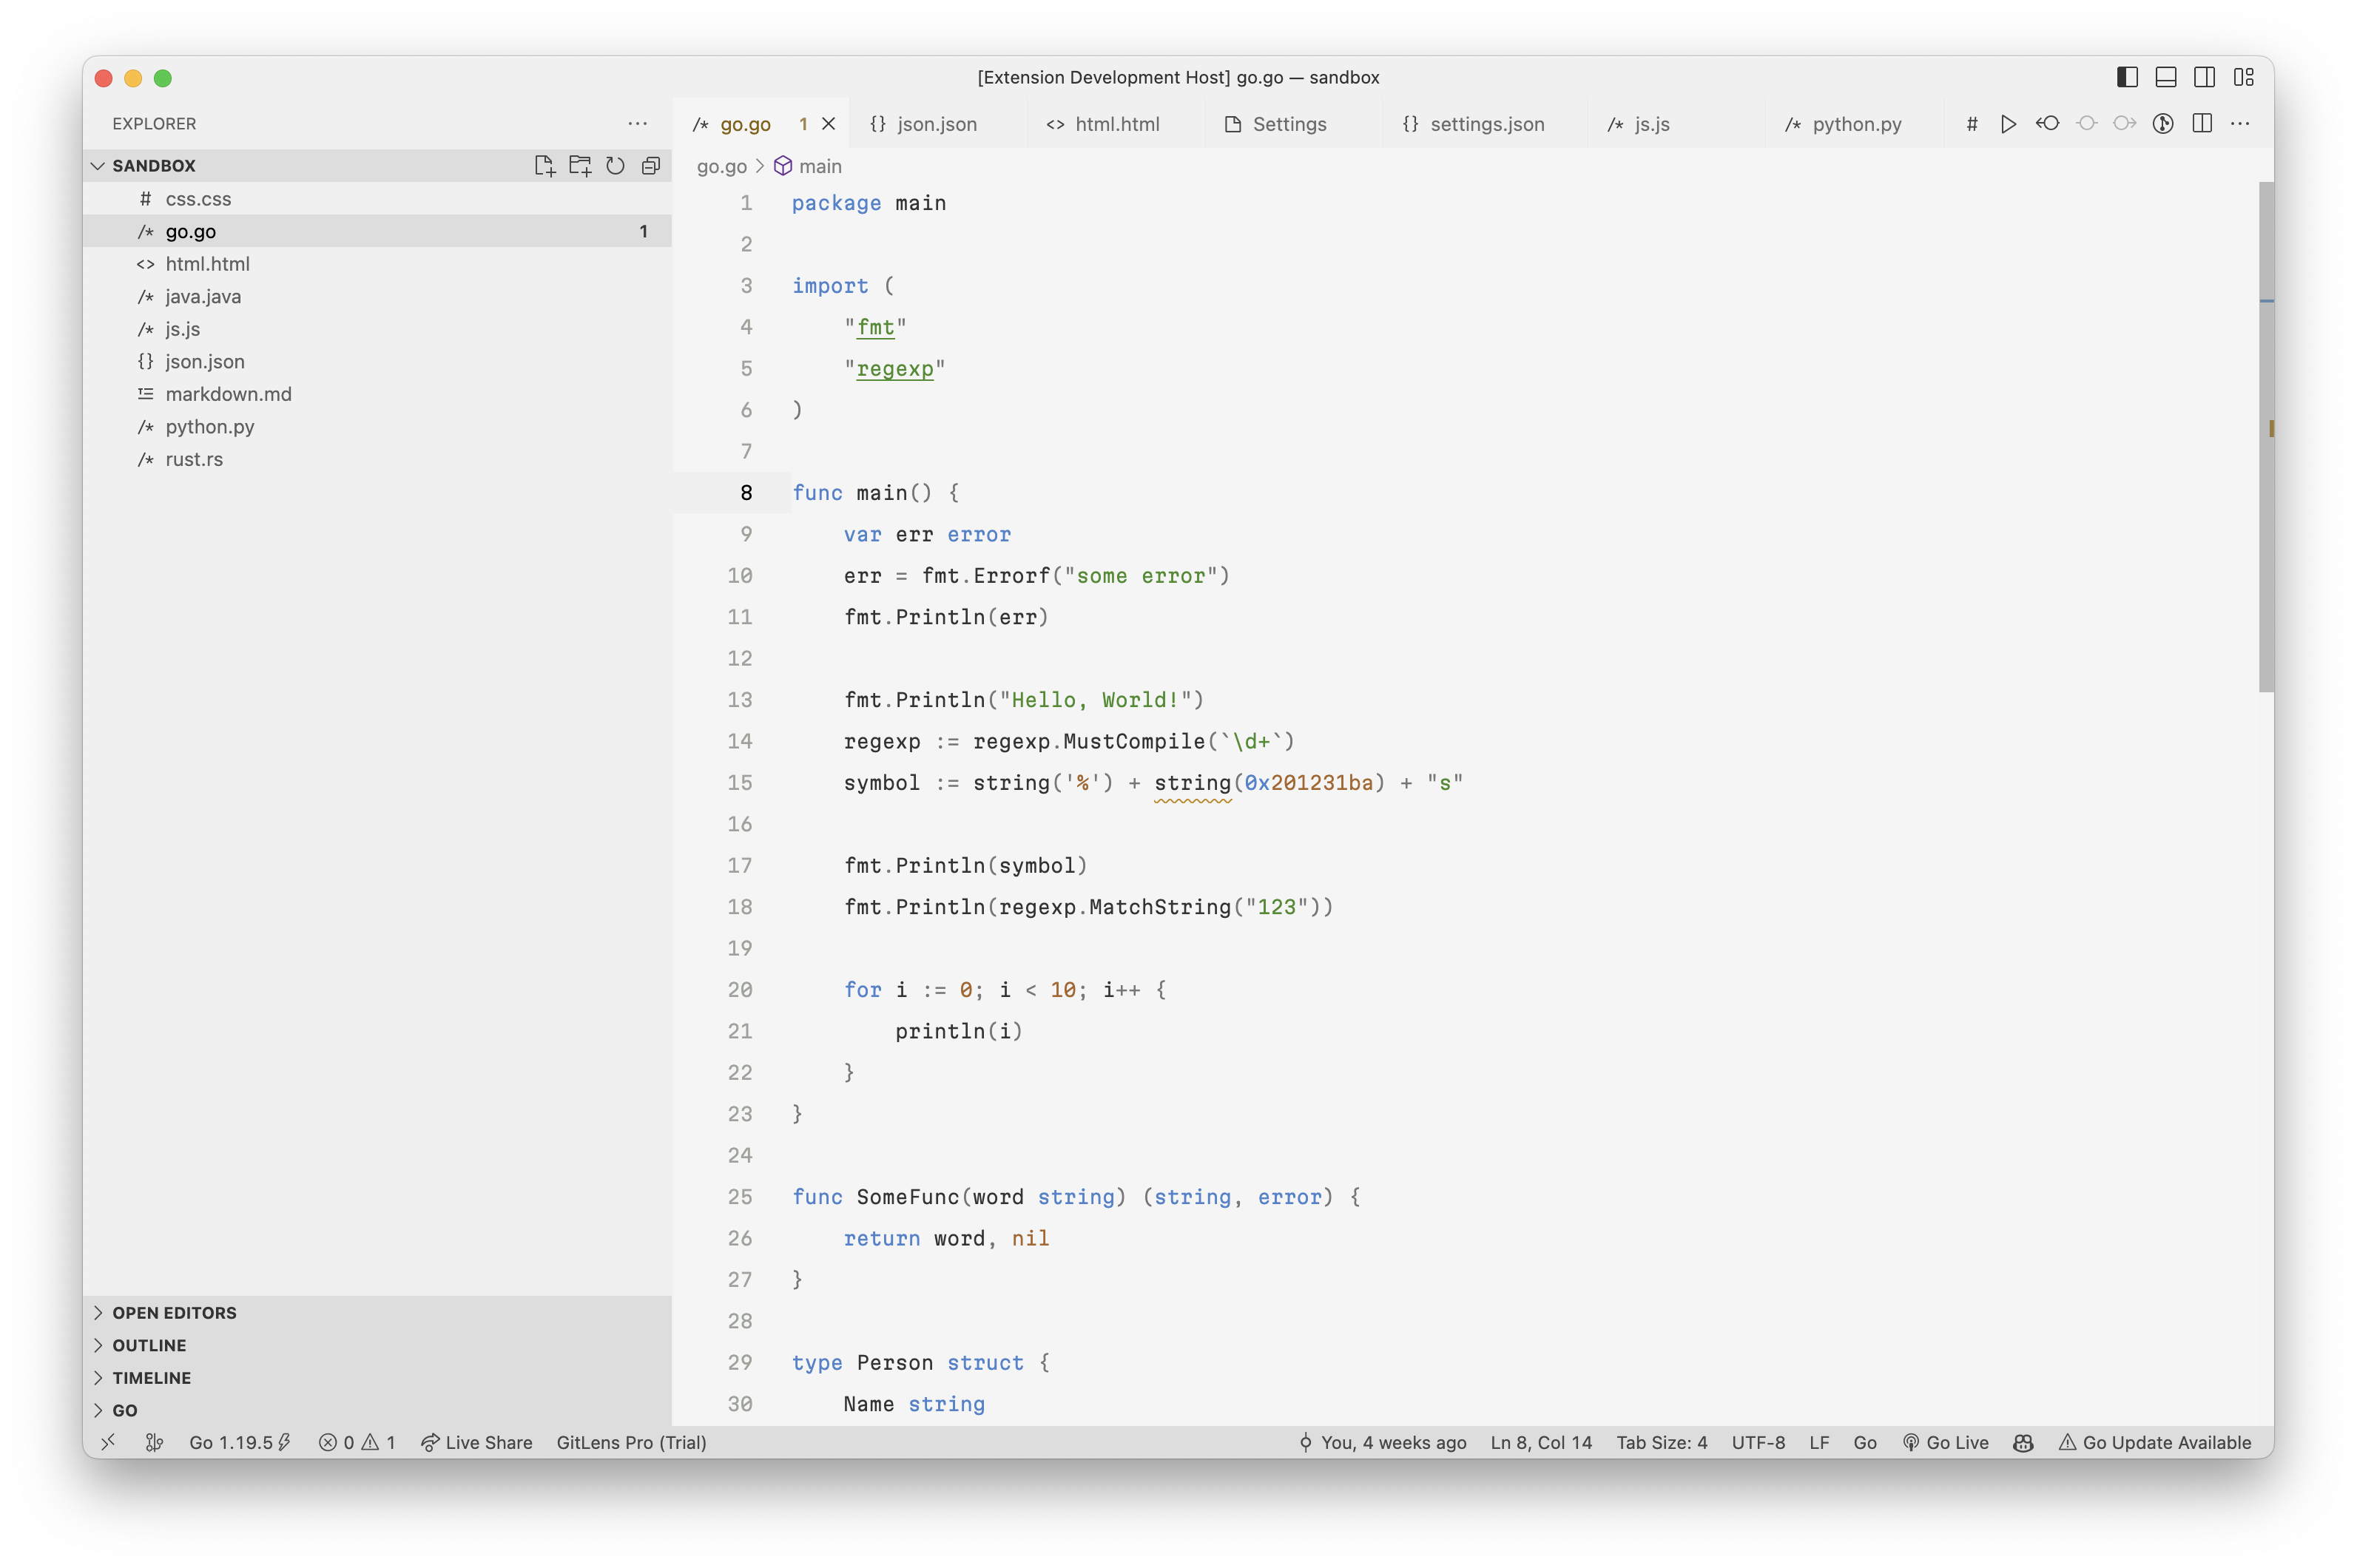 [Extension Development Host] go.go — sandbox
EXPLORER
SANDBOX
# css.css
/* go.go 1
<> html.html
/* java.java
/* js.js
{} json.json
markdown.md
/* python.py
/* rust.rs
OPEN EDITORS
OUTLINE
TIMELINE
GO
/* go.go 1 {} json.json <> html.html Settings {} settings.json /* js.js /* python.py #
go.go > main
1 package main
2
3 import (
4     "fmt"
5     "regexp"
6 )
7
8 func main() {
9     var err error
10     err = fmt.Errorf("some error")
11     fmt.Println(err)
12
13     fmt.Println("Hello, World!")
14     regexp := regexp.MustCompile(`\d+`)
15     symbol := string('%') + string(0x201231ba) + "s"
16
17     fmt.Println(symbol)
18     fmt.Println(regexp.MatchString("123"))
19
20     for i := 0; i < 10; i++ {
21         println(i)
22     }
23 }
24
25 func SomeFunc(word string) (string, error) {
26     return word, nil
27 }
28
29 type Person struct {
30     Name string
Go 1.19.5 0 1 Live Share GitLens Pro (Trial) You, 4 weeks ago Ln 8, Col 14 Tab Size: 4 UTF-8 LF Go Go Live Go Update Available